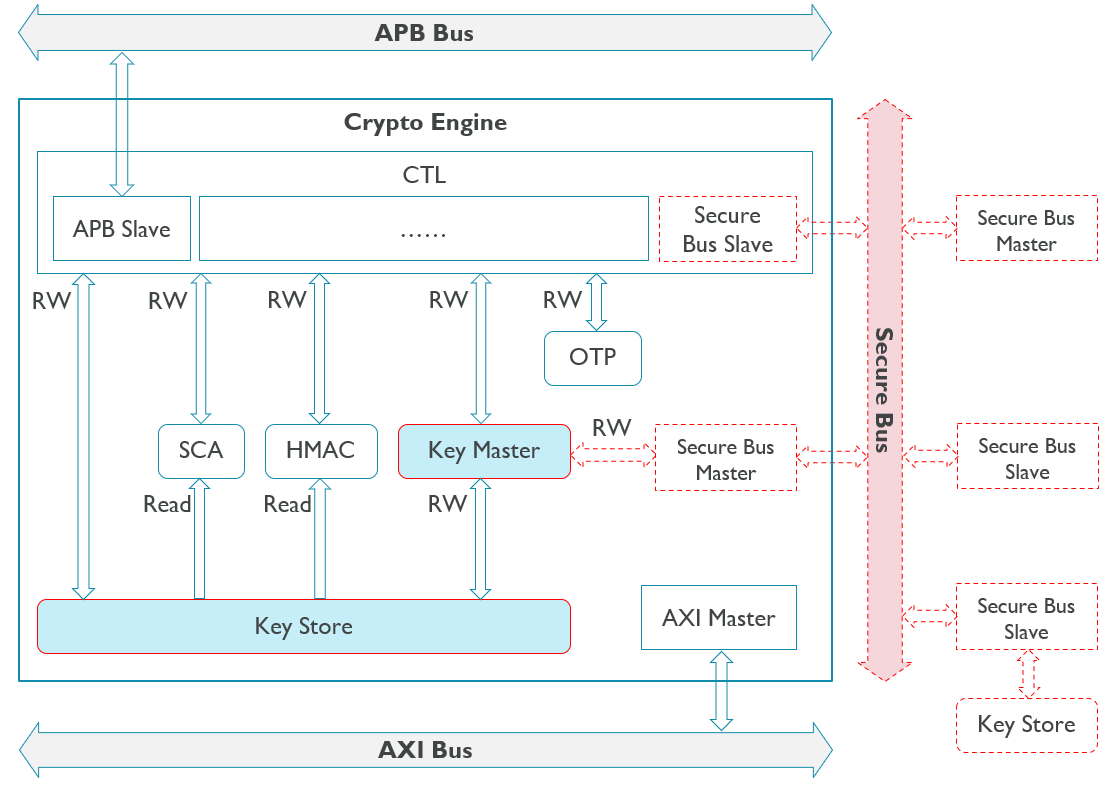 APB Bus
Crypto Engine
CTL
APB Slave
......
Secure
Bus Slave
Secure Bus
Master
RW
RW
RW
RW
RW
OTP
Secure Bus
SCA
HMAC
Key Master
RW
Secure Bus
Master
Secure Bus
Slave
Read
Read
RW
Key Store
AXI Master
Secure Bus
Slave
Key Store
AXI Bus